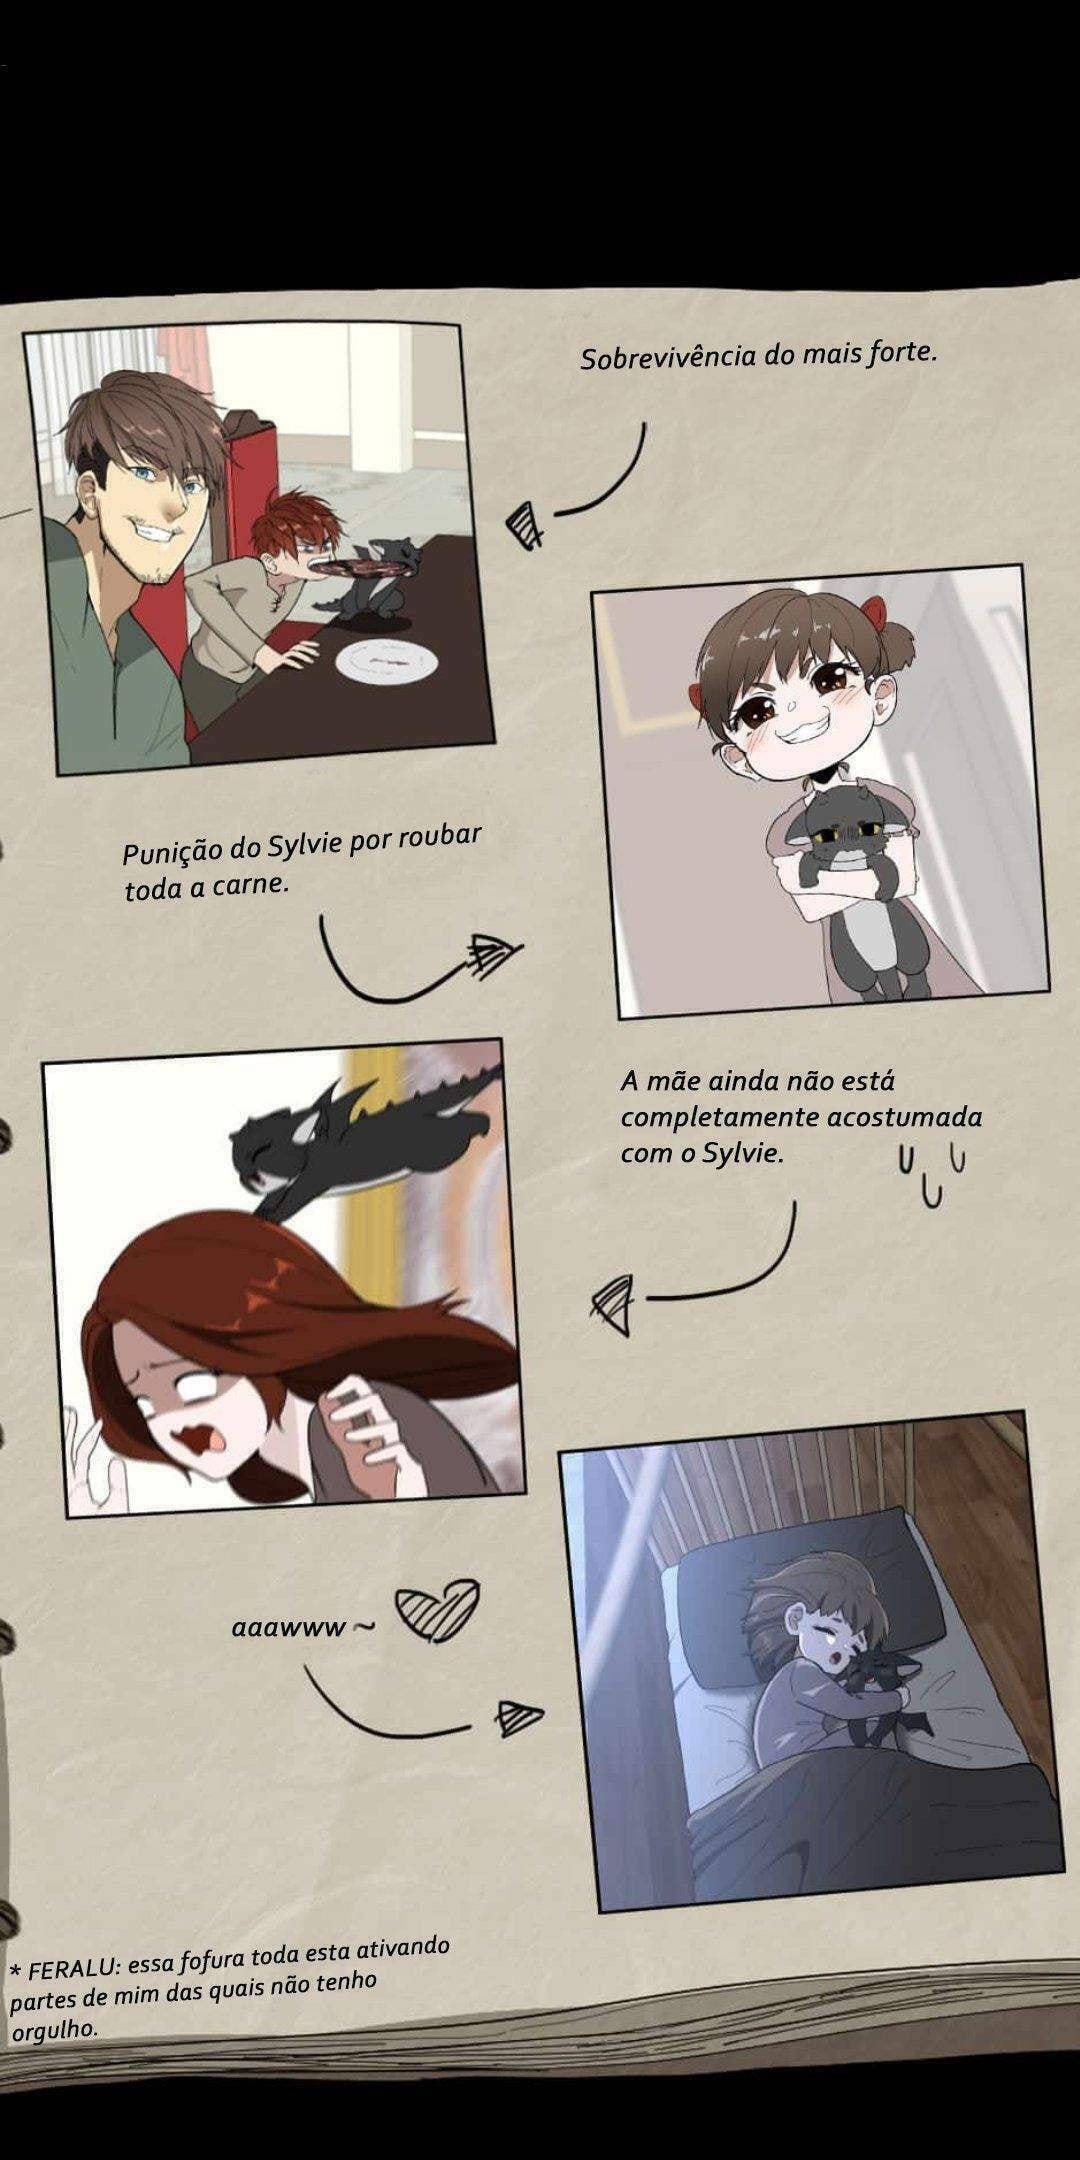 Sobrevivência do mais forte.
Punição do Sylvie por roubar
toda a carne.
A mãe ainda não está
completamente acostumada
com o Sylvie.
aaawww ~
* FERALU: essa fofura toda esta ativando
partes de mim das quais não tenho
orgulho.